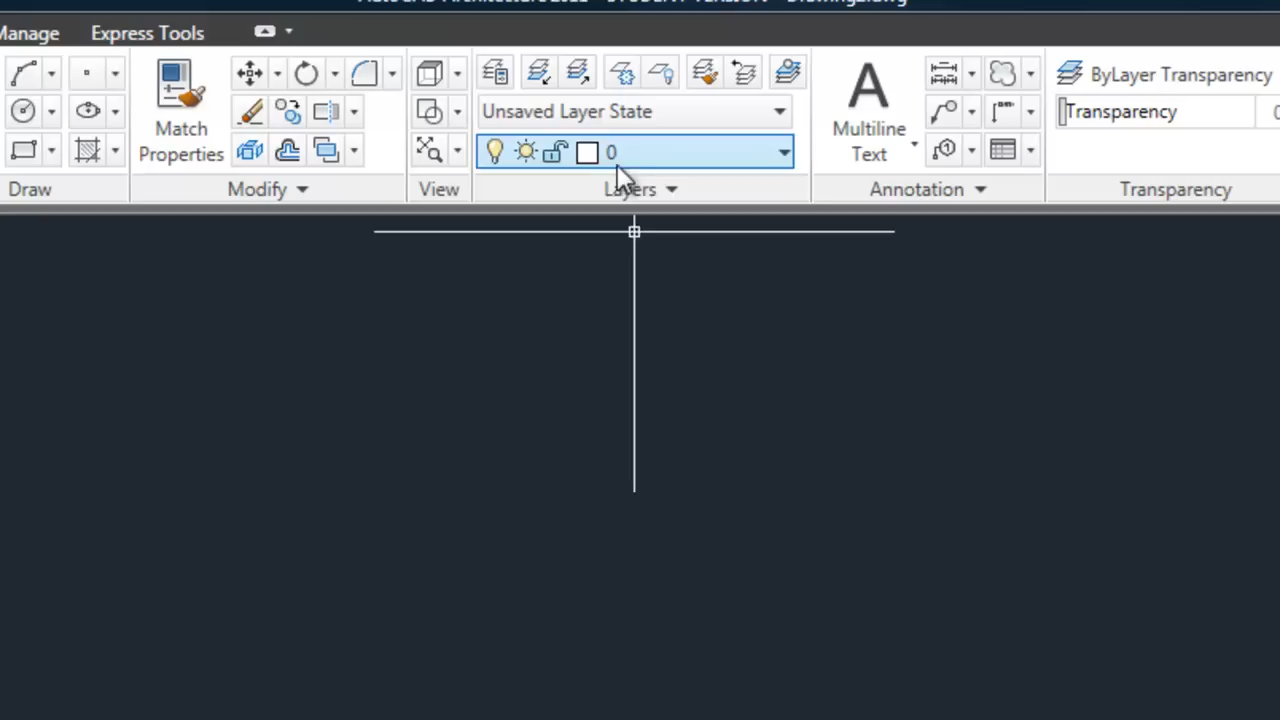 Manage
Express Tools
Match
Properties
Unsaved Layer State
0
Multiline
Text
ByLayer Transparency
Transparency
Draw
Modify
View
Layers
Annotation
Transparency